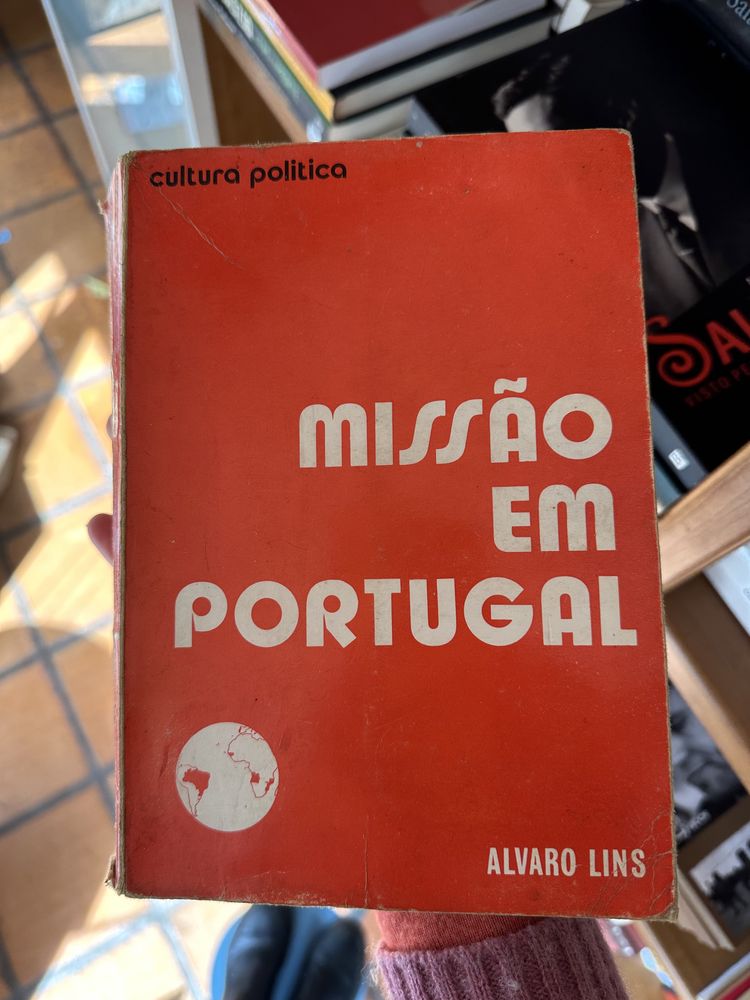 cultura politica
MISSÃO
EM
PORTUGAL
ALVARO LINS